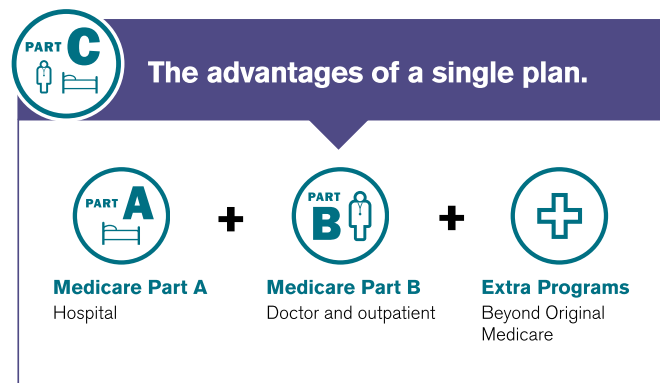 PART C
The advantages of a single plan.
PART A
PART
B
+
+
Medicare Part A
Hospital
Medicare Part B
Doctor and outpatient
Extra Programs
Beyond Original
Medicare